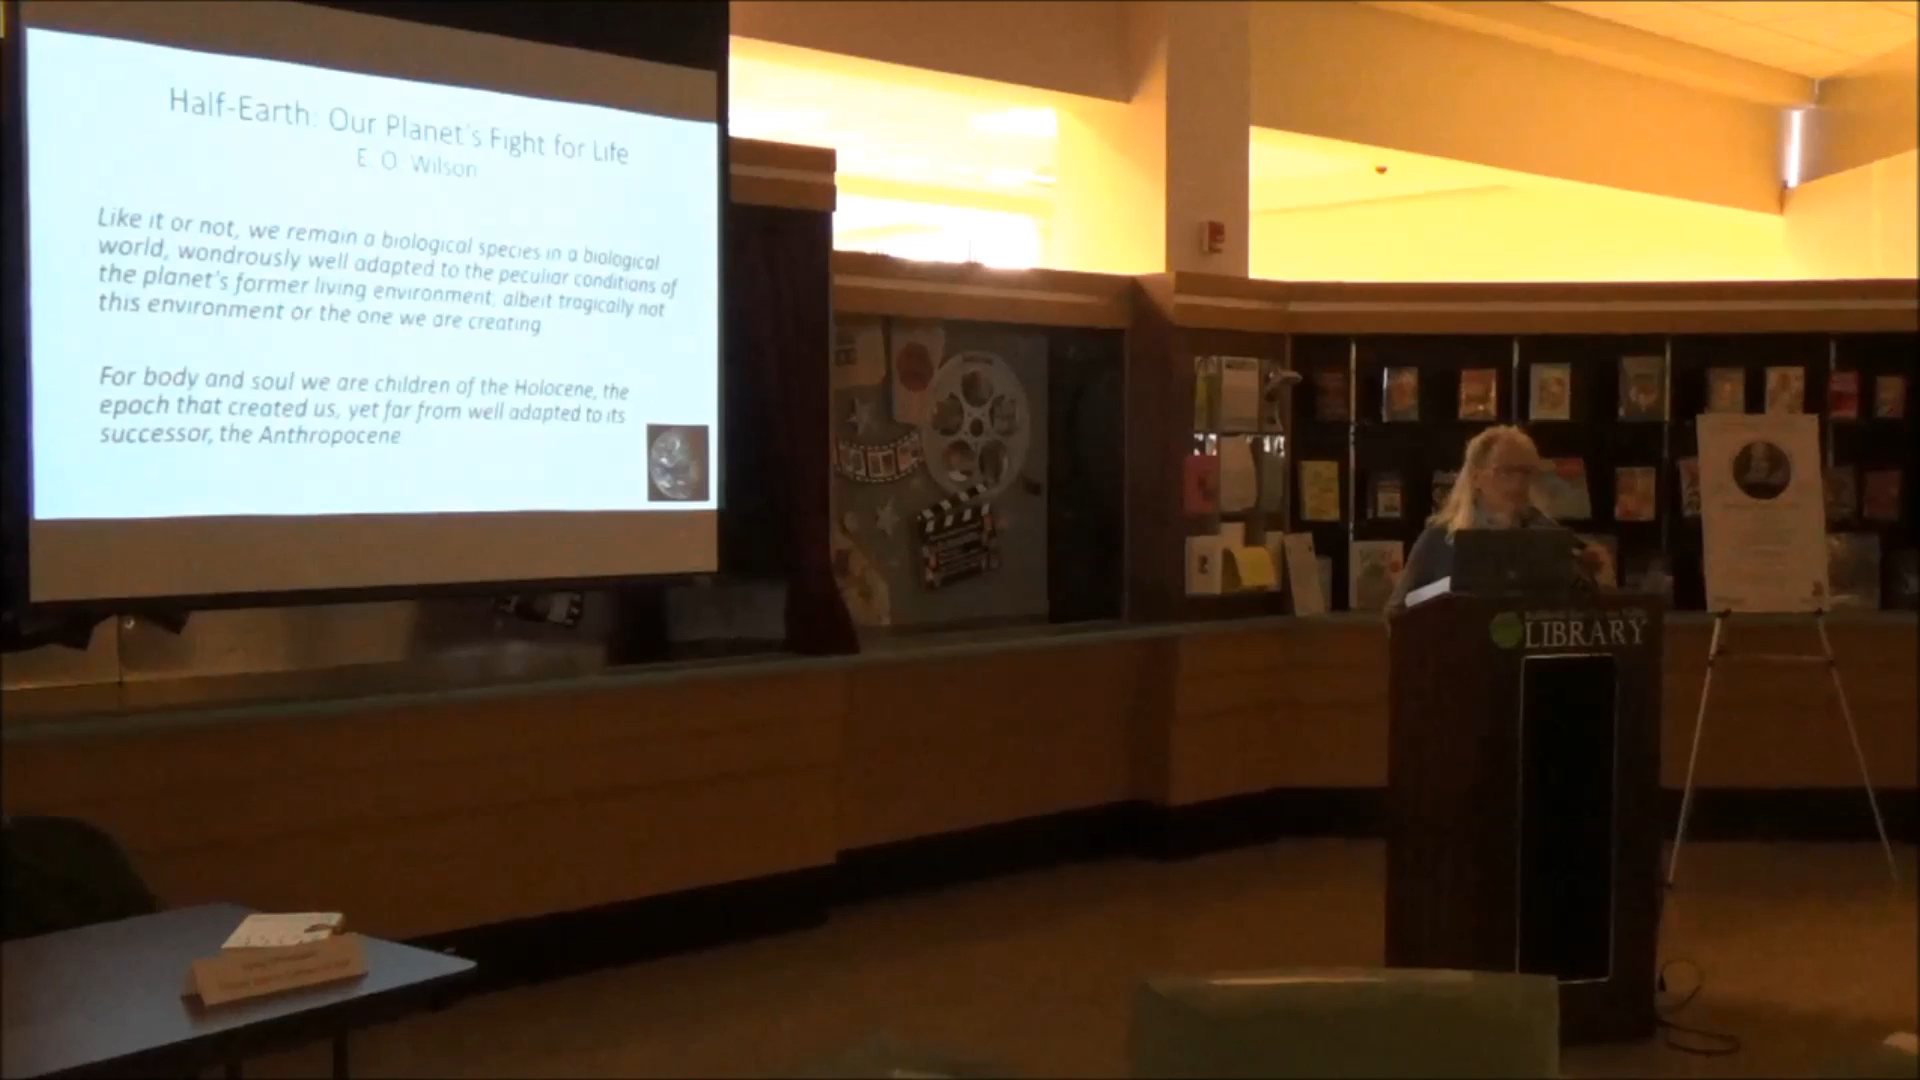 Half-Earth: Our Planet's Fight for Life
E. O. Wilson
Like it or not, we remain a biological species in a biological
world, wondrously well adapted to the peculiar conditions of
the planet's former living environment, albeit tragically not
this environment or the one we are creating
For body and soul we are children of the Holocene, the
epoch that created us, yet far from well adapted to its
successor, the Anthropocene
LIBRARY